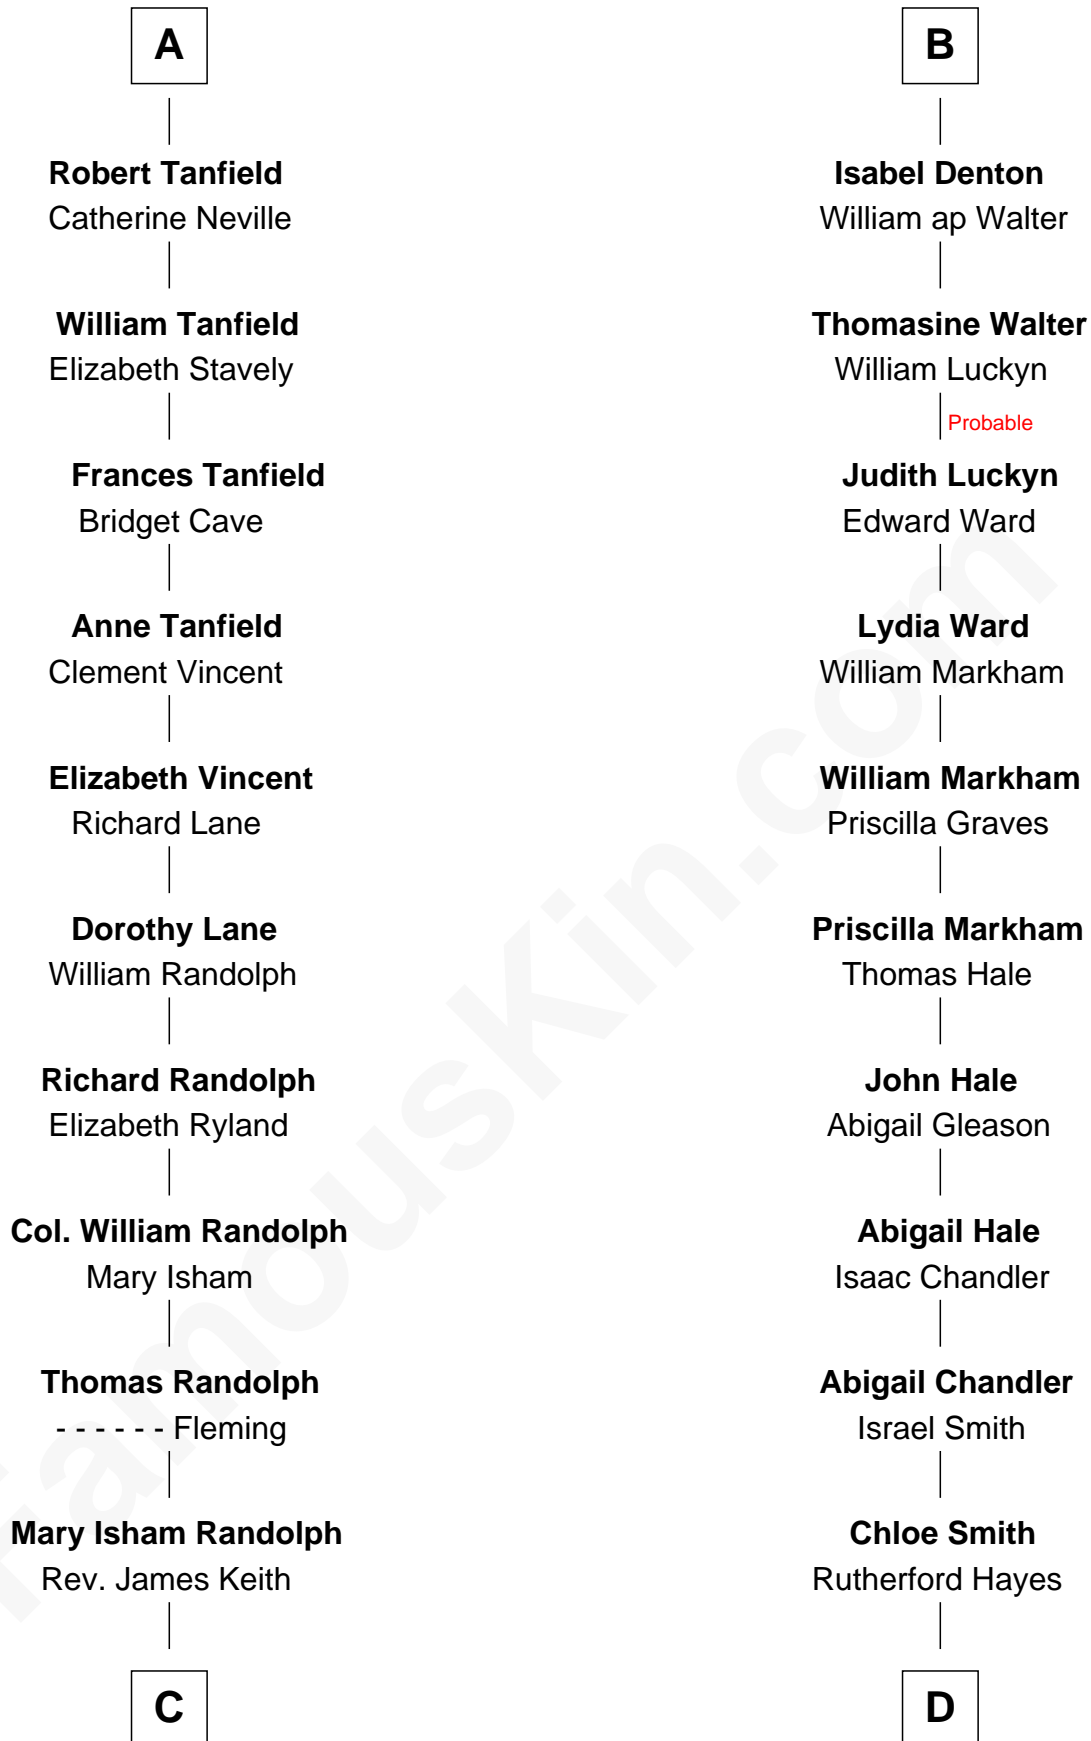 A
Robert Tanfield
Catherine Neville
William Tanfield
Elizabeth Stavely
Frances Tanfield
Bridget Cave
Anne Tanfield
Clement Vincent
Elizabeth Vincent
Richard Lane
Dorothy Lane
William Randolph
Richard Randolph
Elizabeth Ryland
Col. William Randolph
Mary Isham
Thomas Randolph
- - - - - - Fleming
Mary Isham Randolph
Rev. James Keith
C
B
Isabel Denton
William ap Walter
Thomasine Walter
William Luckyn
Probable
Judith Luckyn
Edward Ward
Lydia Ward
William Markham
William Markham
Priscilla Graves
Priscilla Markham
Thomas Hale
John Hale
Abigail Gleason
Abigail Hale
Isaac Chandler
Abigail Chandler
Israel Smith
Chloe Smith
Rutherford Hayes
D
FamousKin.com